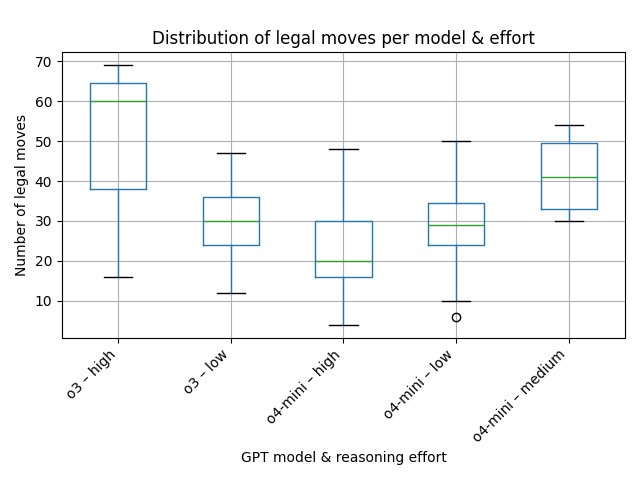 Distribution of legal moves per model & effort
Number of legal moves
70
60
50
40
30
20
10
o3 – high
o3 – low
o4-mini – high
o4-mini – low
o4-mini – medium
GPT model & reasoning effort